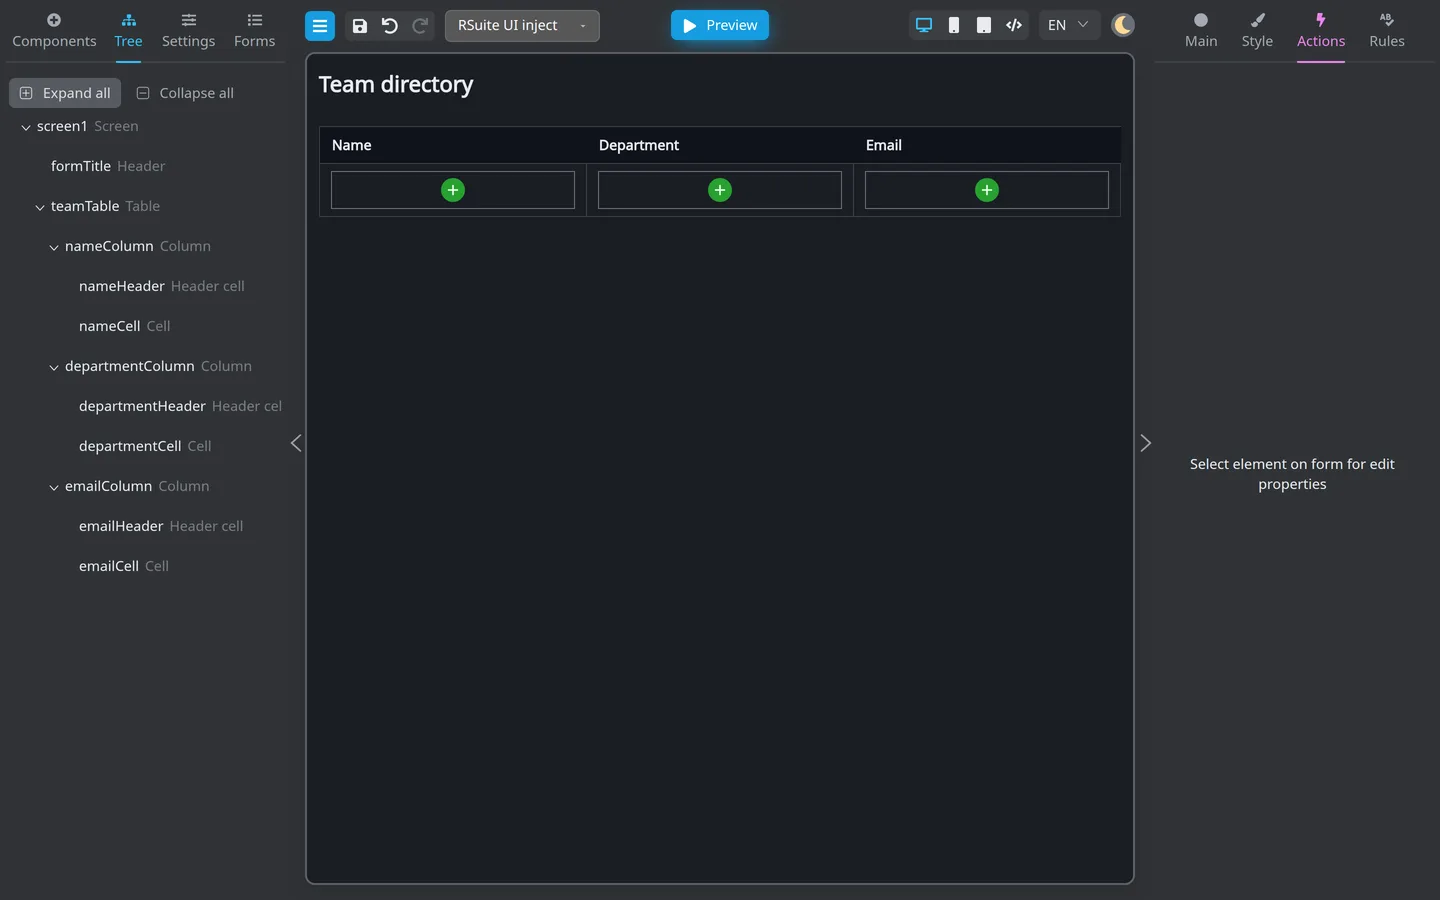 Components
Tree
Settings
Forms
RSuite UI inject
Preview
EN
Main
Style
Actions
AB
Rules
Expand all
Collapse all
screen1 Screen
formTitle Header
teamTable Table
nameColumn Column
nameHeader Header cell
nameCell Cell
departmentColumn Column
departmentHeader Header cel
departmentCell Cell
emailColumn Column
emailHeader Header cell
emailCell Cell
Team directory
Name
Department
Email
Select element on form for edit
properties